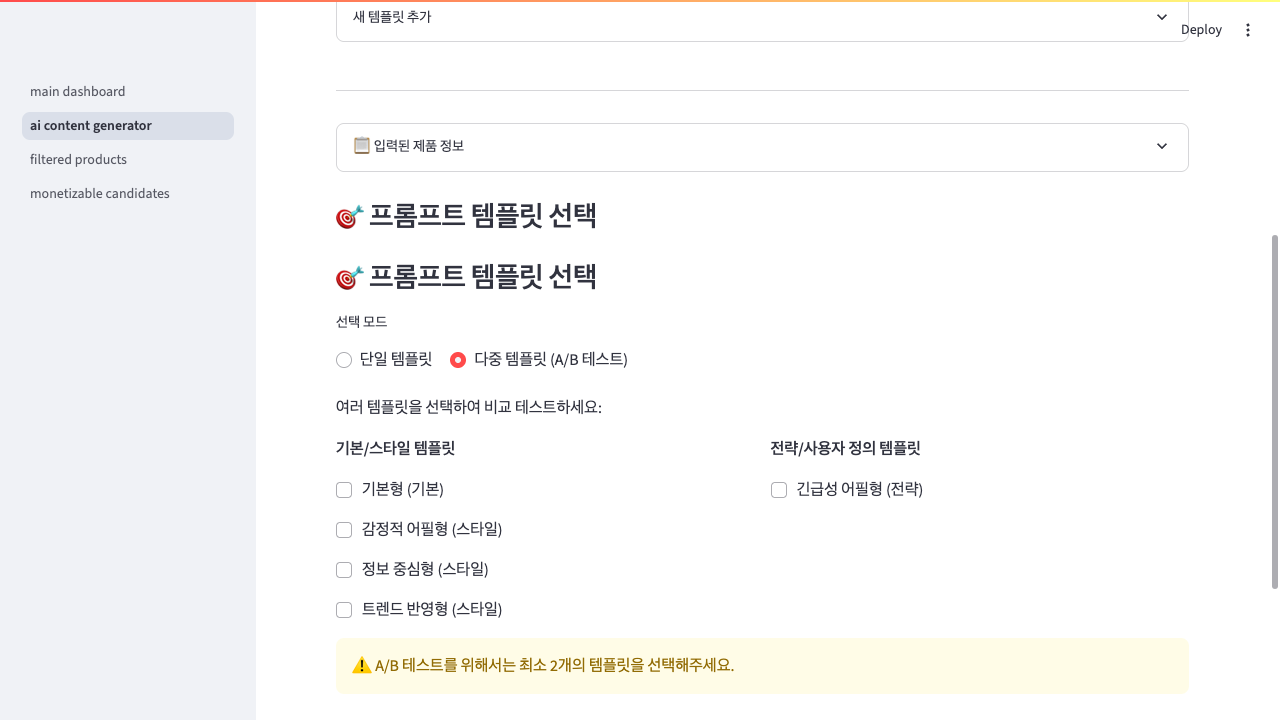 새 템플릿 추가
Deploy
main dashboard
ai content generator
filtered products
monetizable candidates
📋 입력된 제품 정보
🎯 프롬프트 템플릿 선택
🎯 프롬프트 템플릿 선택
선택 모드
단일 템플릿 다중 템플릿 (A/B 테스트)
여러 템플릿을 선택하여 비교 테스트하세요:
기본/스타일 템플릿
기본형 (기본)
감정적 어필형 (스타일)
정보 중심형 (스타일)
트렌드 반영형 (스타일)
전략/사용자 정의 템플릿
긴급성 어필형 (전략)
⚠️ A/B 테스트를 위해서는 최소 2개의 템플릿을 선택해주세요.